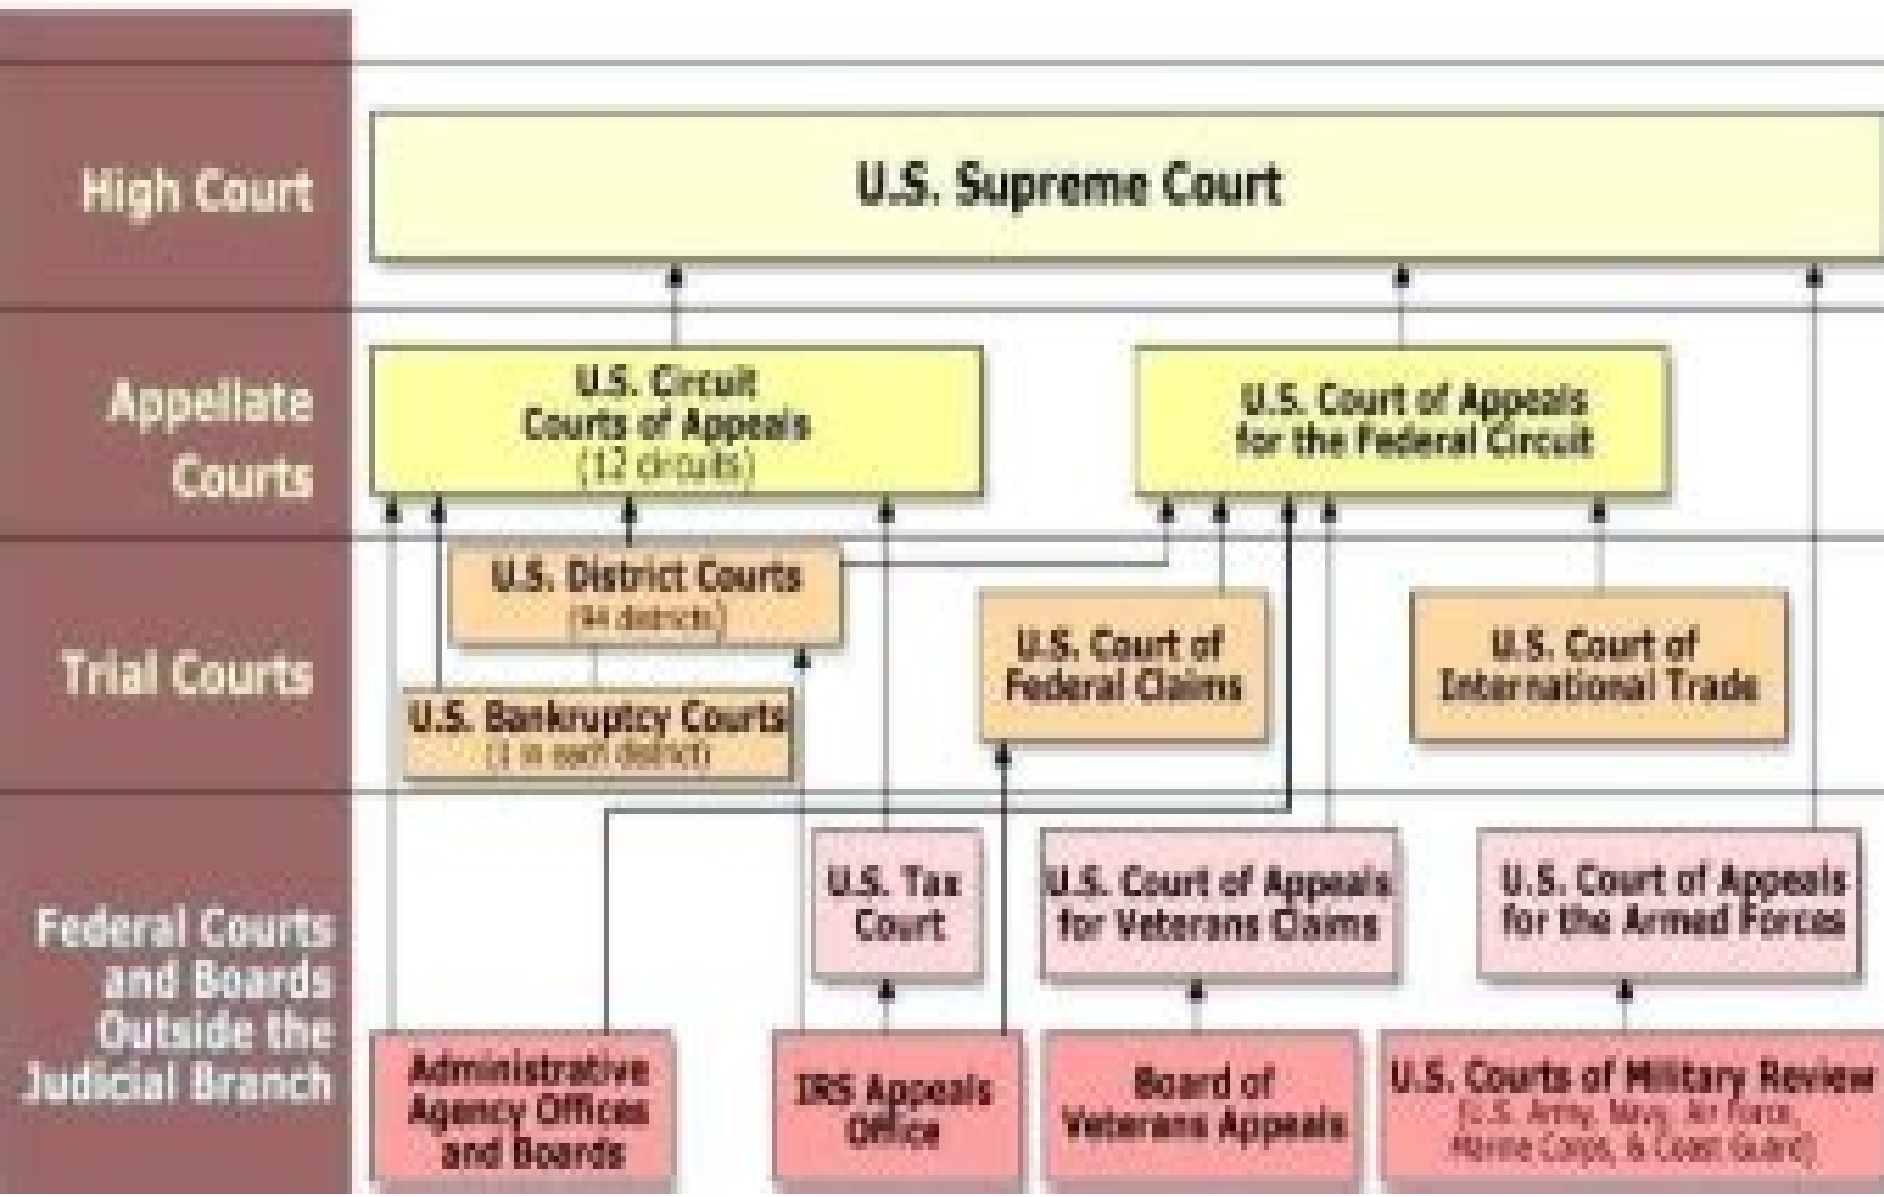 High Court
U.S. Supreme Court
Appellate
Courts
U.S. Circuit
Courts of Appeals
(12 circuits)
U.S. Court of Appeals
for the Federal Circuit
Trial Courts
U.S. District Courts
(94 districts)
U.S. Bankruptcy Courts
(1 in each district)
U.S. Court of
Federal Claims
U.S. Court of
International Trade
Federal Courts
and Boards
Outside the
Judicial Branch
U.S. Tax
Court
U.S. Court of Appeals
for Veterans Claims
U.S. Court of Appeals
for the Armed Forces
Administrative
Agency Offices
and Boards
IRS Appeals
Office
Board of
Veterans Appeals
U.S. Courts of Military Review
(U.S. Army, Navy, Air Force,
Marine Corps, & Coast Guard)